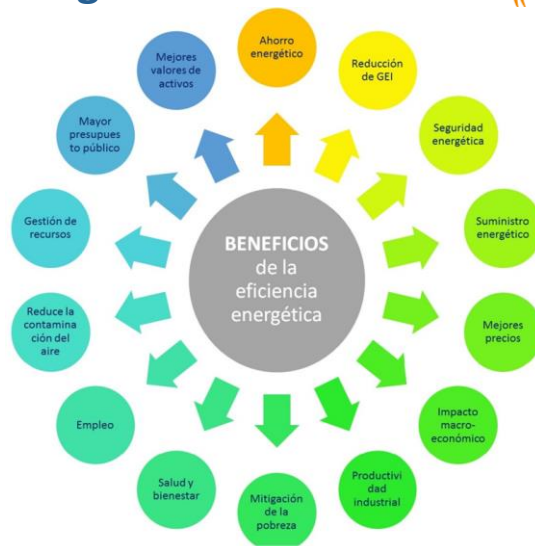 BENEFICIOS
de la
eficiencia
energética
Ahorro
energético
Reducción
de GEI
Seguridad
energética
Suministro
energético
Mejores
precios
Impacto
macro-
económico
Productivi
dad
industrial
Mitigación
de la
pobreza
Salud y
bienestar
Empleo
Reduce la
contamina
ción del
aire
Gestión de
recursos
Mayor
presupues
to público
Mejores
valores de
activos